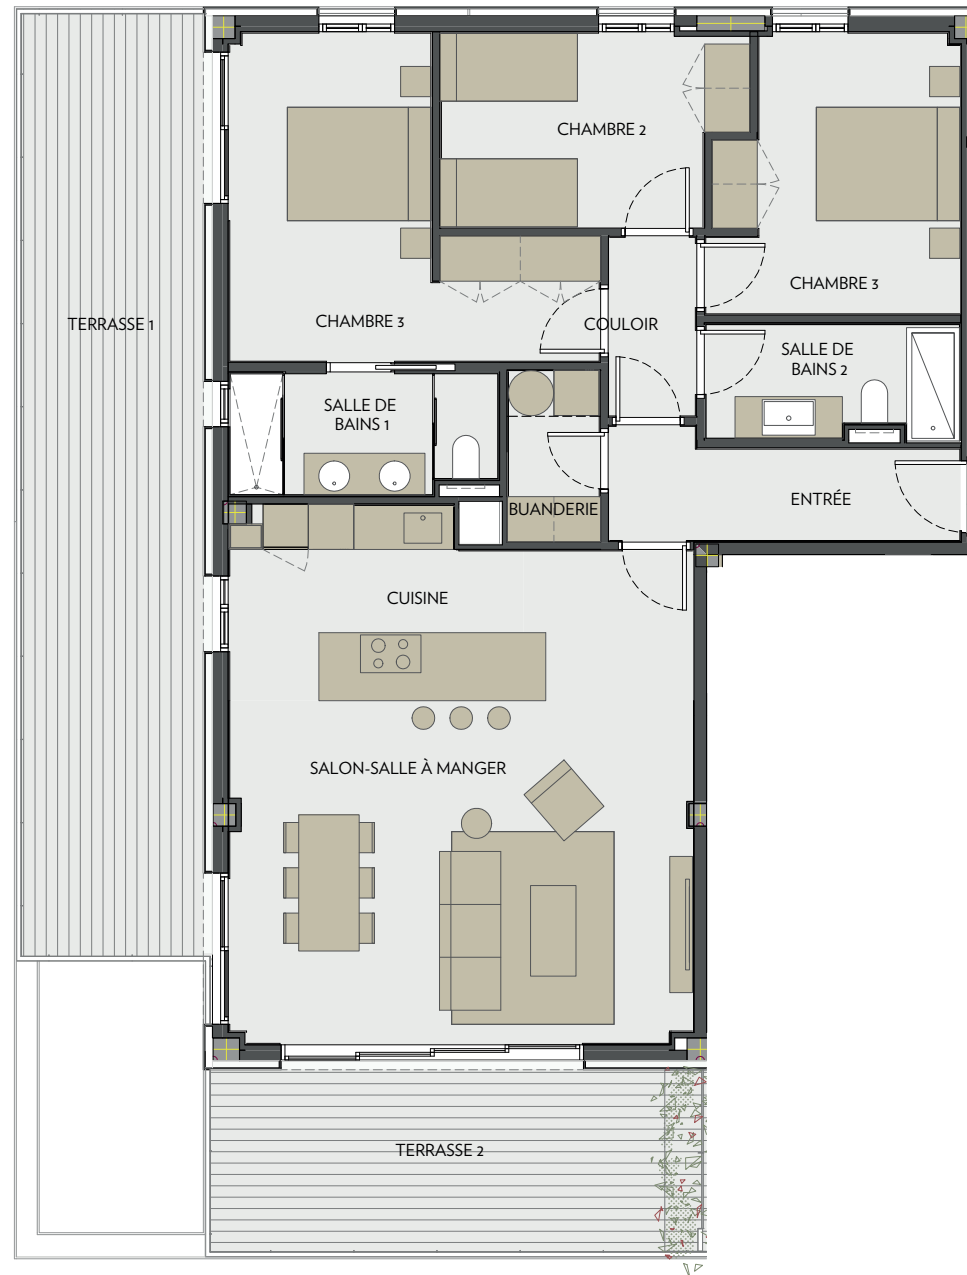 CHAMBRE 2
CHAMBRE 3
TERRASSE 1
CHAMBRE 3
COULOIR
SALLE DE
BAINS 2
SALLE DE
BAINS 1
BUANDERIE
ENTRÉE
CUISINE
SALON-SALLE À MANGER
TERRASSE 2